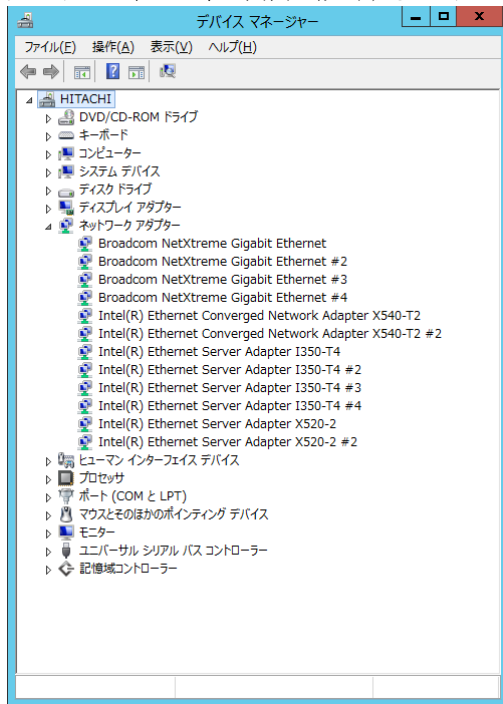 デバイス マネージャー
ファイル(F) 操作(A) 表示(V) ヘルプ(H)
HITACHI
DVD/CD-ROM ドライブ
キーボード
コンピューター
システム デバイス
ディスク ドライブ
ディスプレイ アダプター
ネットワーク アダプター
Broadcom NetXtreme Gigabit Ethernet
Broadcom NetXtreme Gigabit Ethernet #2
Broadcom NetXtreme Gigabit Ethernet #3
Broadcom NetXtreme Gigabit Ethernet #4
Intel(R) Ethernet Converged Network Adapter X540-T2
Intel(R) Ethernet Converged Network Adapter X540-T2 #2
Intel(R) Ethernet Server Adapter I350-T4
Intel(R) Ethernet Server Adapter I350-T4 #2
Intel(R) Ethernet Server Adapter I350-T4 #3
Intel(R) Ethernet Server Adapter I350-T4 #4
Intel(R) Ethernet Server Adapter X520-2
Intel(R) Ethernet Server Adapter X520-2 #2
ヒューマン インターフェイス デバイス
プロセッサ
ポート (COM と LPT)
マウスとそのほかのポインティング デバイス
モニター
ユニバーサル シリアル バス コントローラー
記憶域コントローラー